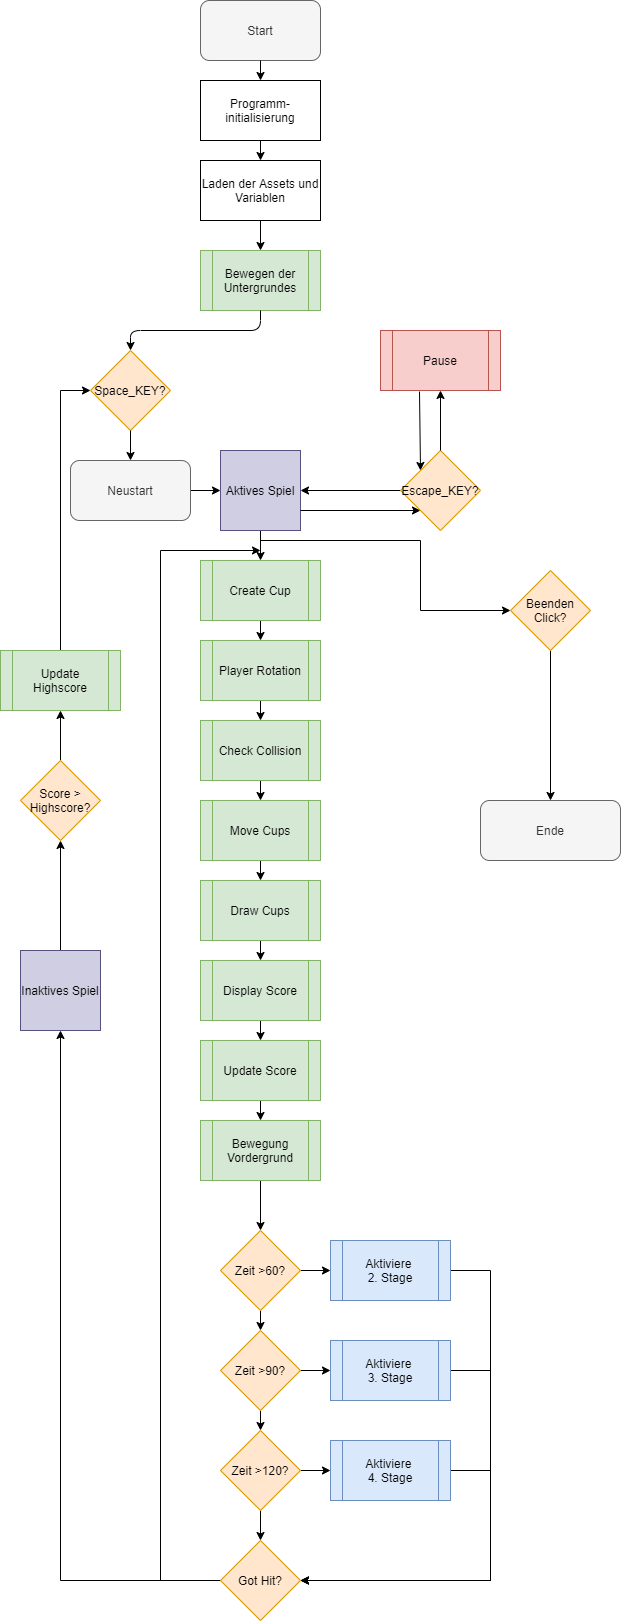 Start
Programm-
initialisierung
Laden der Assets und
Variablen
Bewegen der
Untergrundes
Space_KEY?
Pause
Neustart
Aktives Spiel
Escape_KEY?
Create Cup
Beenden
Click?
Update
Highscore
Player Rotation
Check Collision
Score >
Highscore?
Move Cups
Ende
Draw Cups
Inaktives Spiel
Display Score
Update Score
Bewegung
Vordergrund
Zeit >60?
Aktiviere
2. Stage
Zeit >90?
Aktiviere
3. Stage
Zeit >120?
Aktiviere
4. Stage
Got Hit?